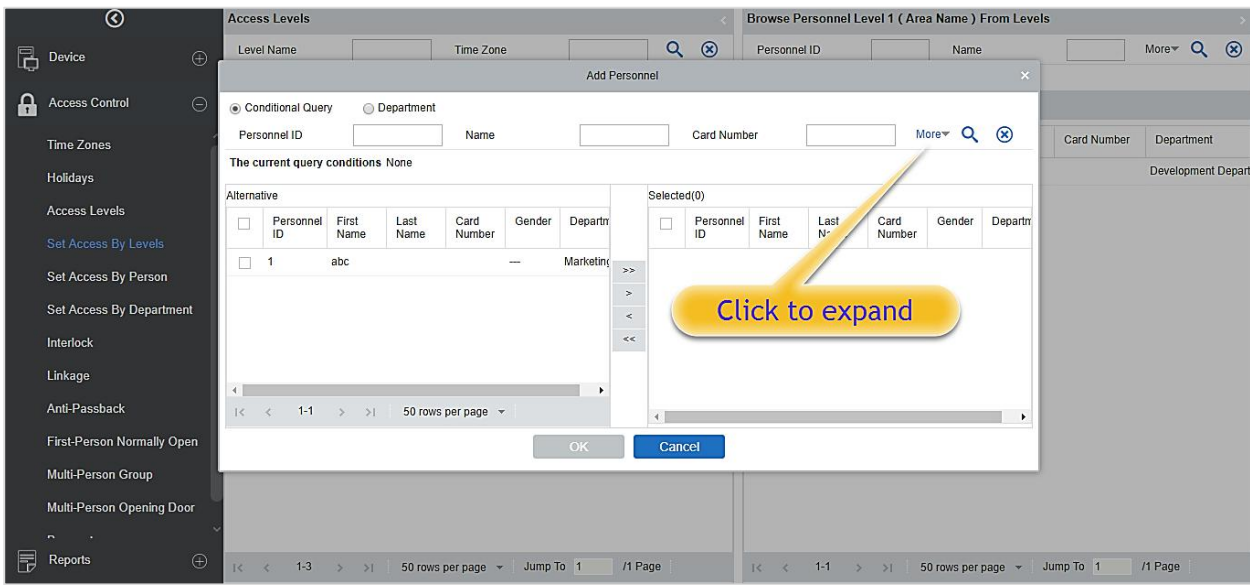 Access Levels
Browse Personnel Level 1 ( Area Name ) From Levels
Device
Level Name
Time Zone
Personnel ID
Name
More
Add Personnel
Access Control
Conditional Query
Department
Personnel ID
Name
Card Number
More
The current query conditions None
Card Number
Department
Development Depart
Time Zones
Holidays
Access Levels
Set Access By Levels
Set Access By Person
Set Access By Department
Interlock
Linkage
Anti-Passback
First-Person Normally Open
Multi-Person Group
Multi-Person Opening Door
Reports
Alternative
Personnel ID
First Name
Last Name
Card Number
Gender
Departm
1
abc
---
Marketing
>>
>
<
<<
Selected(0)
Personnel ID
First Name
Last
Card Number
Gender
Departm
Click to expand
1-1
50 rows per page
OK
Cancel
1-3
50 rows per page
Jump To
1
/1 Page
1-1
50 rows per page
Jump To
1
/1 Page